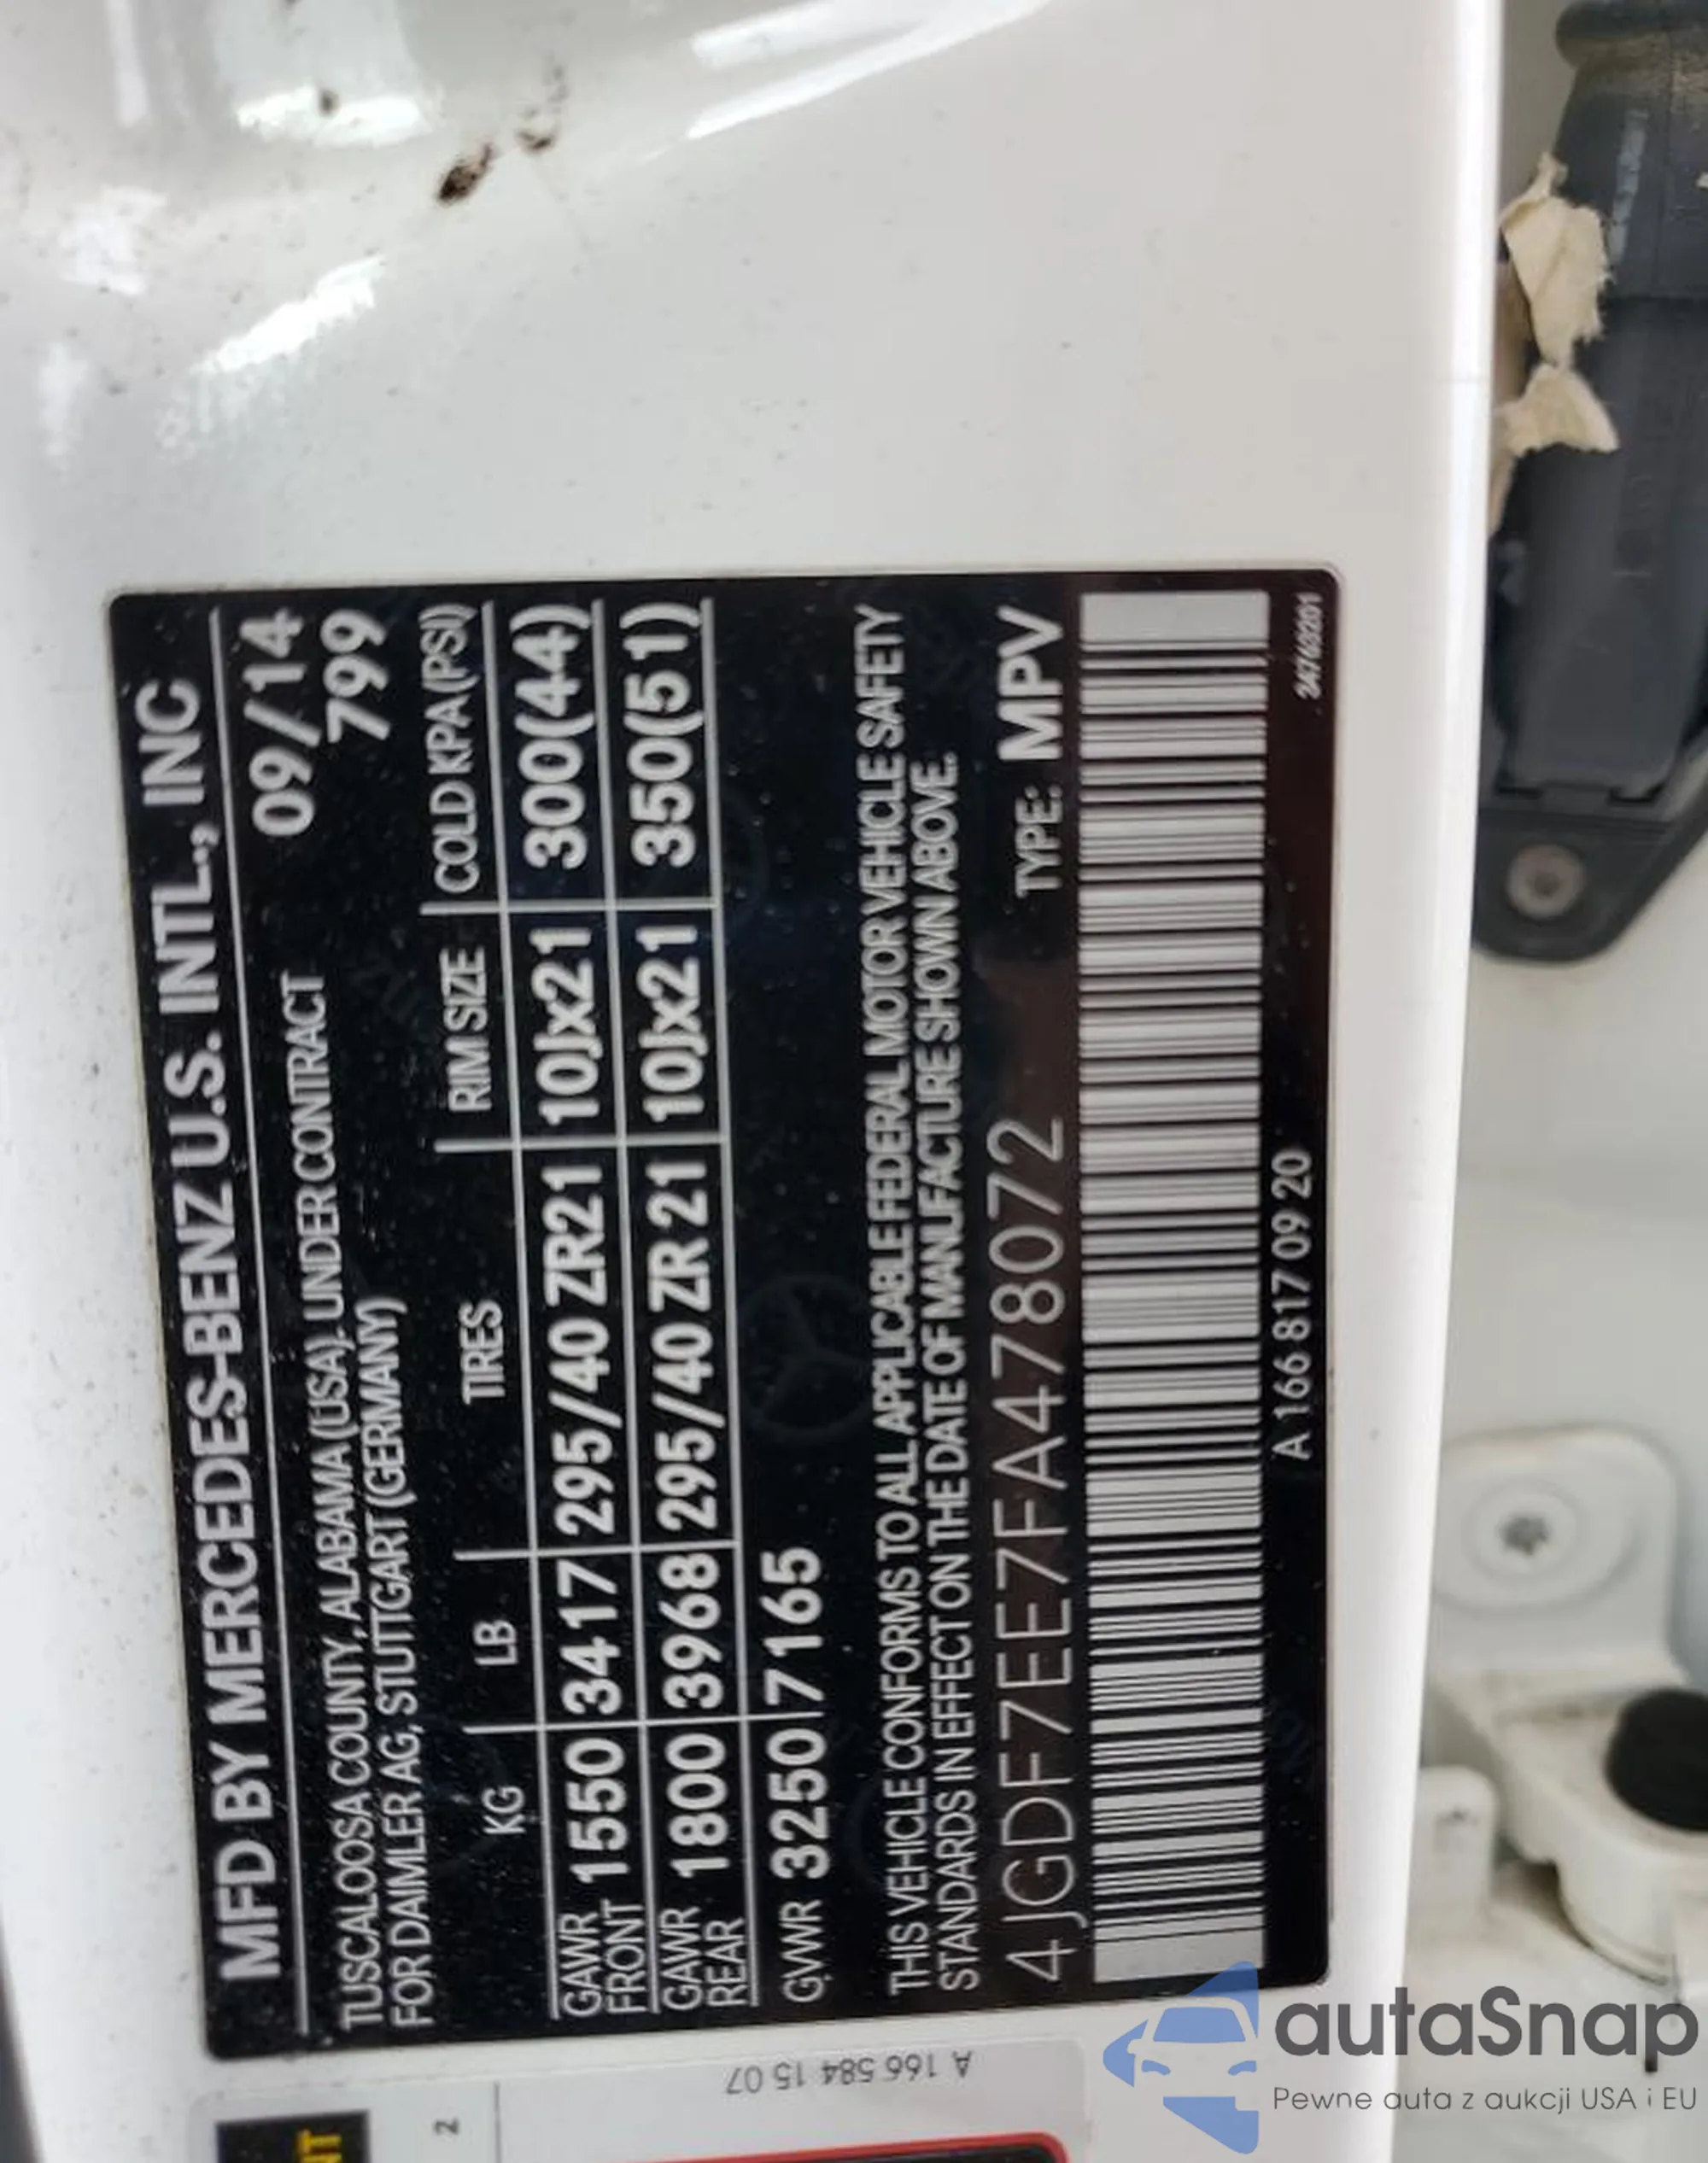 MFD BY MERCEDES-BENZ U.S. INTL., INC
TUSCALOOSA COUNTY, ALABAMA (USA), UNDER CONTRACT 09/14
FOR DAIMLER AG, STUTTGART (GERMANY) 799
KG LB TIRES RIM SIZE COLD KPA (PSI)
GAWR FRONT 1550 3417 295/40 ZR21 10Jx21 300(44)
GAWR REAR 1800 3968 295/40 ZR 21 10Jx21 350(51)
GVWR 3250 7165
THIS VEHICLE CONFORMS TO ALL APPLICABLE FEDERAL MOTOR VEHICLE SAFETY
STANDARDS IN EFFECT ON THE DATE OF MANUFACTURE SHOWN ABOVE.
4JGDF7EE7FA478072 TYPE: MPV
A 166 817 09 20
A 166 584 15 07
2
autaSnap
Pewne auta z aukcji USA i EU